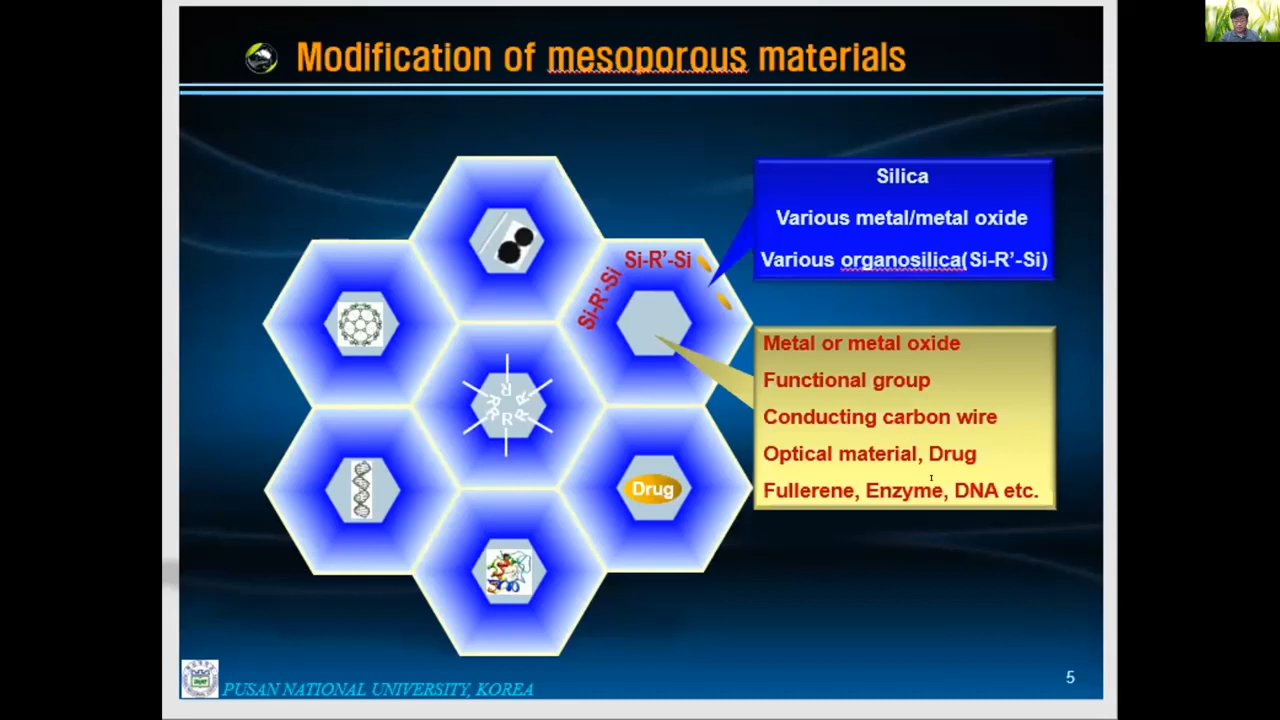 Modification of mesoporous materials
Silica
Various metal/metal oxide
Various organosilica(Si-R’-Si)
Si-R’-Si
Si-R’-Si
Metal or metal oxide
Functional group
Conducting carbon wire
Optical material, Drug
Fullerene, Enzyme, DNA etc.
R
R
R
R
R
R
Drug
PUSAN NATIONAL UNIVERSITY, KOREA
5